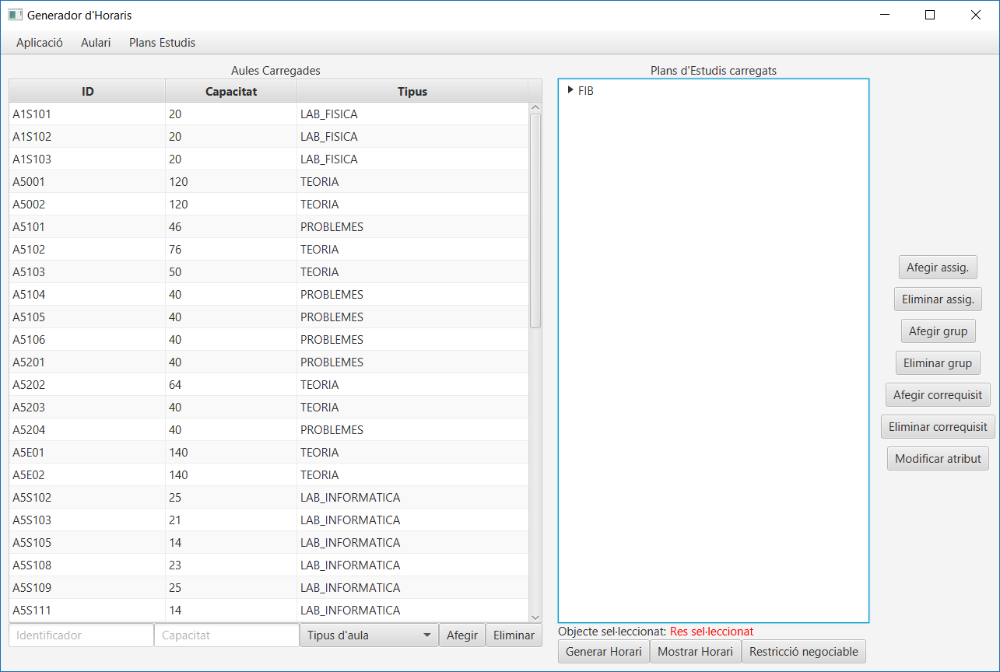 Generador d'Horaris
Aplicació Aulari Plans Estudis
Aules Carregades
ID Capacitat Tipus
A1S101 20 LAB_FISICA
A1S102 20 LAB_FISICA
A1S103 20 LAB_FISICA
A5001 120 TEORIA
A5002 120 TEORIA
A5101 46 PROBLEMES
A5102 76 TEORIA
A5103 50 TEORIA
A5104 40 PROBLEMES
A5105 40 PROBLEMES
A5106 40 PROBLEMES
A5201 40 PROBLEMES
A5202 64 TEORIA
A5203 40 TEORIA
A5204 40 PROBLEMES
A5E01 140 TEORIA
A5E02 140 TEORIA
A5S102 25 LAB_INFORMATICA
A5S103 21 LAB_INFORMATICA
A5S105 14 LAB_INFORMATICA
A5S108 23 LAB_INFORMATICA
A5S109 25 LAB_INFORMATICA
A5S111 14 LAB_INFORMATICA
Identificador Capacitat Tipus d'aula Afegir Eliminar
Plans d'Estudis carregats
FIB
Objecte sel·leccionat: Res sel·leccionat
Generar Horari Mostrar Horari Restricció negociable
Afegir assig.
Eliminar assig.
Afegir grup
Eliminar grup
Afegir correquisit
Eliminar correquisit
Modificar atribut